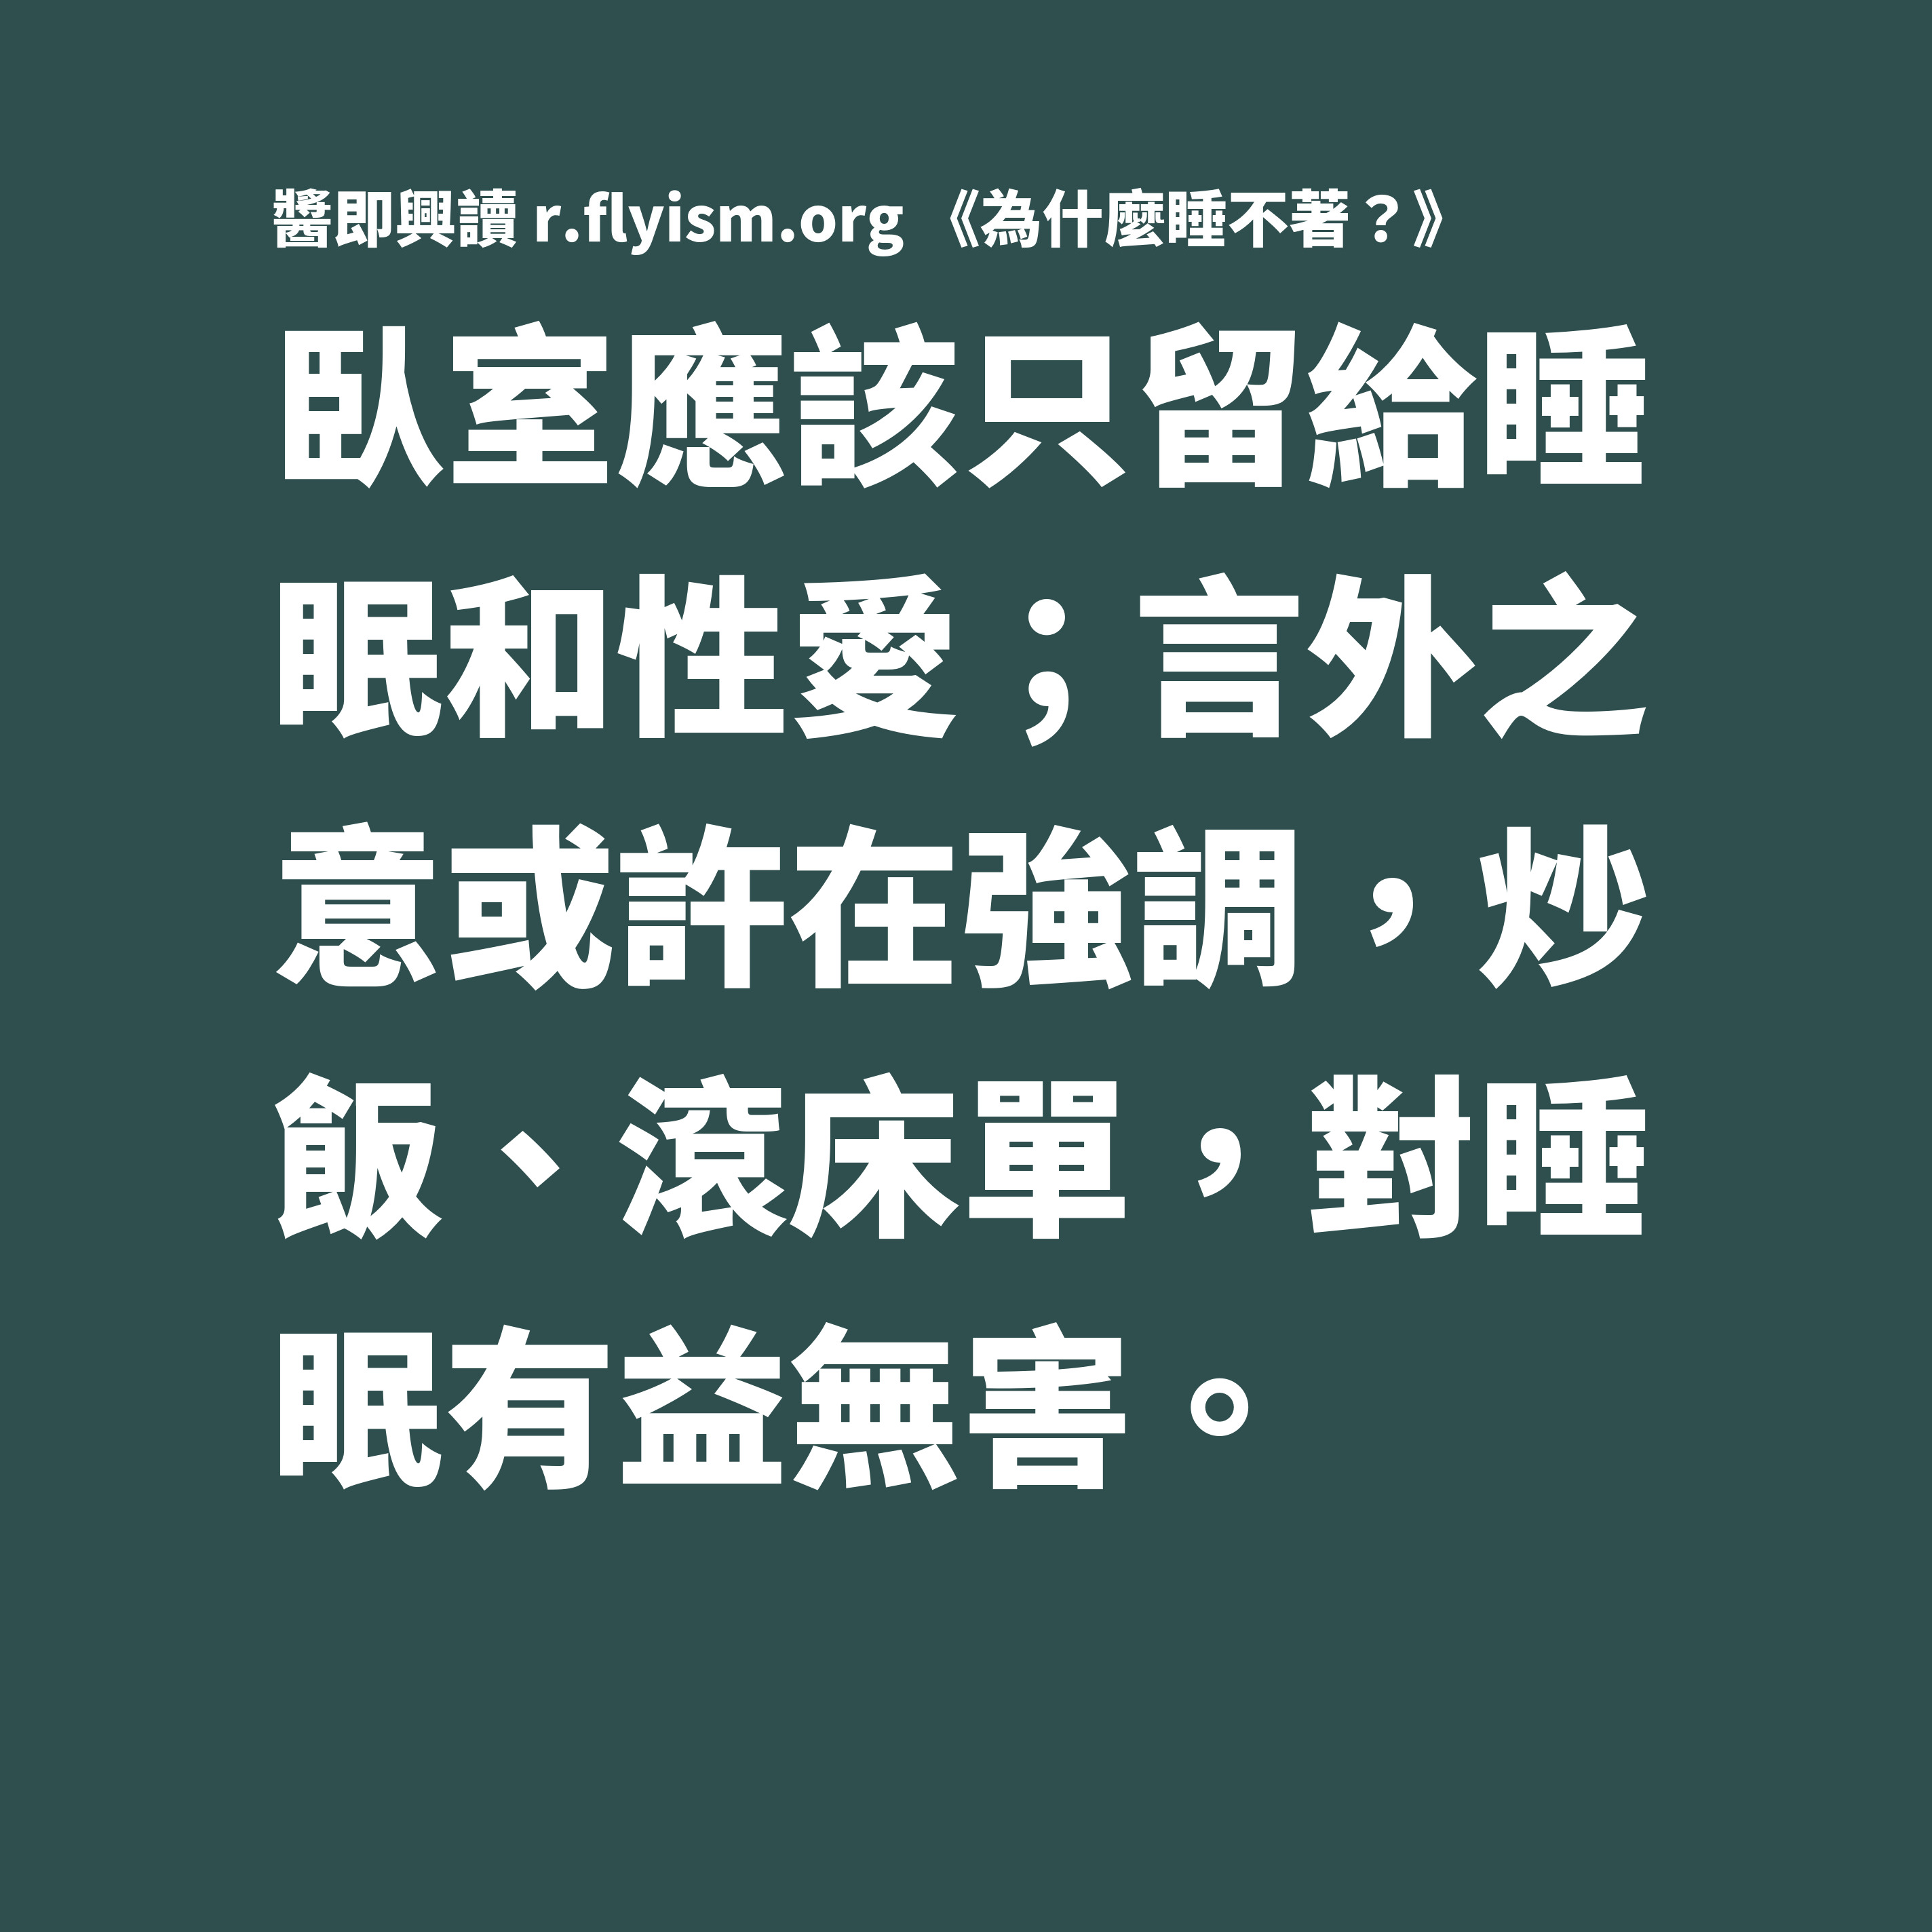 蠻即興讀 r.flyism.org 《為什麼睡不著？》
臥室應該只留給睡
眠和性愛；言外之
意或許在強調，炒
飯、滾床單，對睡
眠有益無害。